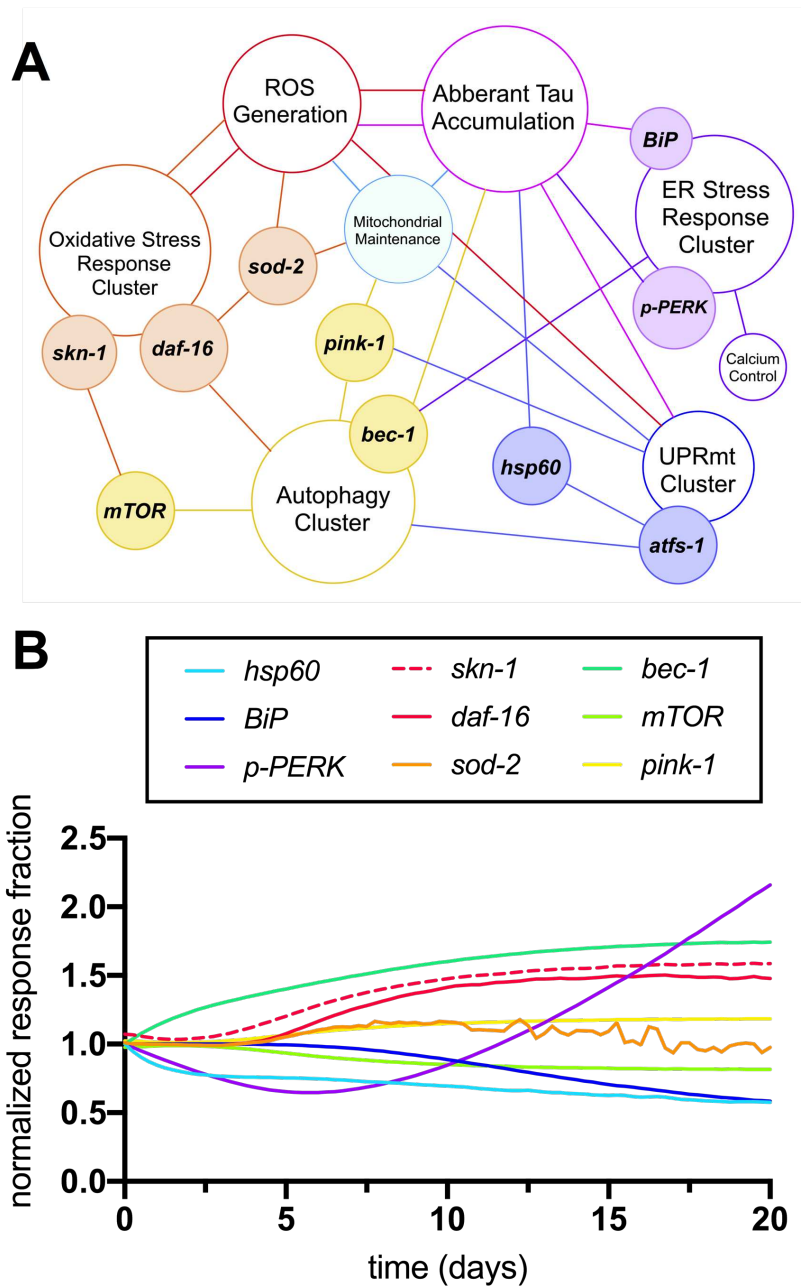 A
ROS
Generation
Abberant Tau
Accumulation
BiP
ER Stress
Response
Cluster
Mitochondrial
Maintenance
Oxidative Stress
Response
Cluster
sod-2
p-PERK
skn-1
daf-16
pink-1
Calcium
Control
bec-1
hsp60
UPRmt
Cluster
mTOR
Autophagy
Cluster
atfs-1
B
hsp60
skn-1
bec-1
BiP
daf-16
mTOR
p-PERK
sod-2
pink-1
normalized response fraction
2.5
2.0
1.5
1.0
0.5
0.0
0
5
10
15
20
time (days)